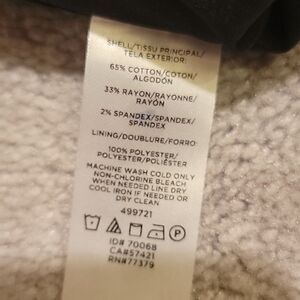 SHELL/TISSU PRINCIPAL/
TELA EXTERIOR:
65% COTTON/COTON/
ALGODÓN
33% RAYON/RAYONNE/
RAYÓN
2% SPANDEX/SPANDEX/
SPANDEX
LINING/DOUBLURE/FORRO
100% POLYESTER/
POLYESTER/POLIÉSTER
MACHINE WASH COLD ONLY
NON-CHLORINE BLEACH
WHEN NEEDED LINE DRY
COOL IRON IF NEEDED OR
DRY CLEAN
499721
P
ID# 70068
CA#57421
RN#77379